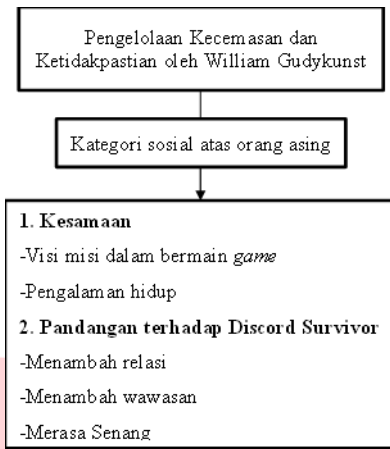 Pengelolaan Kecemasan dan
Ketidakpastian oleh William Gudykunst
Kategori sosial atas orang asing
1. Kesamaan
-Visi misi dalam bermain game
-Pengalaman hidup
2. Pandangan terhadap Discord Survivor
-Menambah relasi
-Menambah wawasan
-Merasa Senang